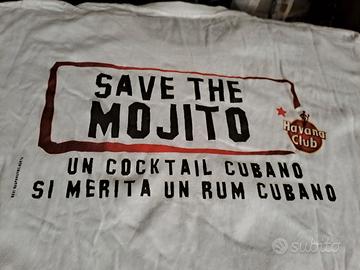 SAVE THE
MOJITO
Havana
Club
UN COCKTAIL CUBANO
SI MERITA UN RUM CUBANO
subito